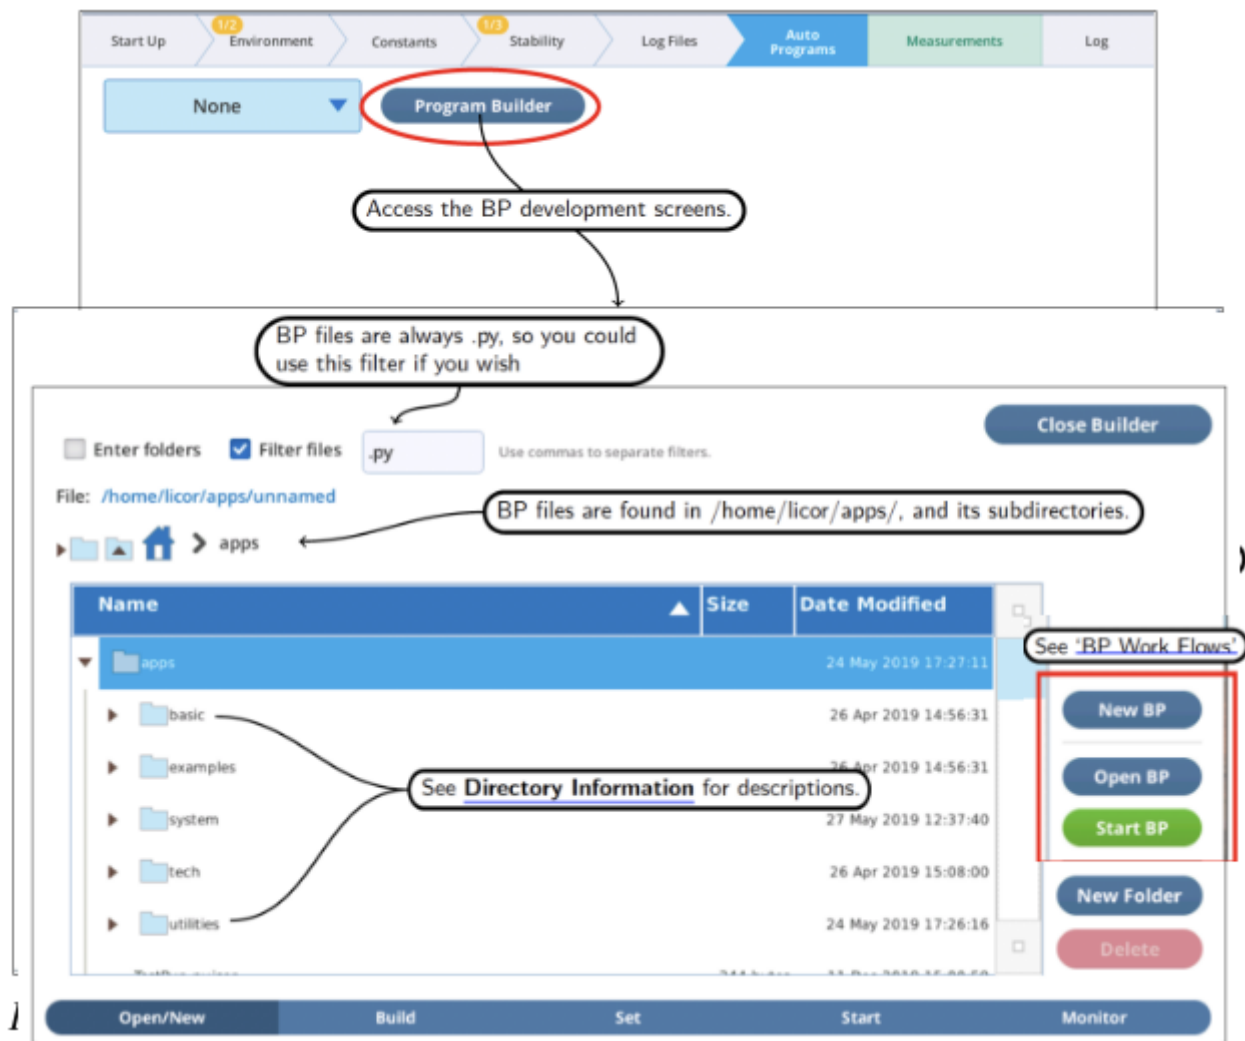 Start Up
1/2
Environment
Constants
1/3
Stability
Log Files
Auto
Programs
Measurements
Log
None
Program Builder
Access the BP development screens.
BP files are always .py, so you could
use this filter if you wish
Close Builder
Enter folders
Filter files
.py
Use commas to separate filters.
File: /home/licor/apps/unnamed
BP files are found in /home/licor/apps/, and its subdirectories.
apps
Name Size Date Modified
See 'BP Work Flows'
apps 24 May 2019 17:27:11
basic 26 Apr 2019 14:56:31
New BP
examples 26 Apr 2019 14:56:31
Open BP
See Directory Information for descriptions.
system 27 May 2019 12:37:40
Start BP
tech 26 Apr 2019 15:08:00
New Folder
utilities 24 May 2019 17:26:16
Delete
Open/New Build Set Start Monitor